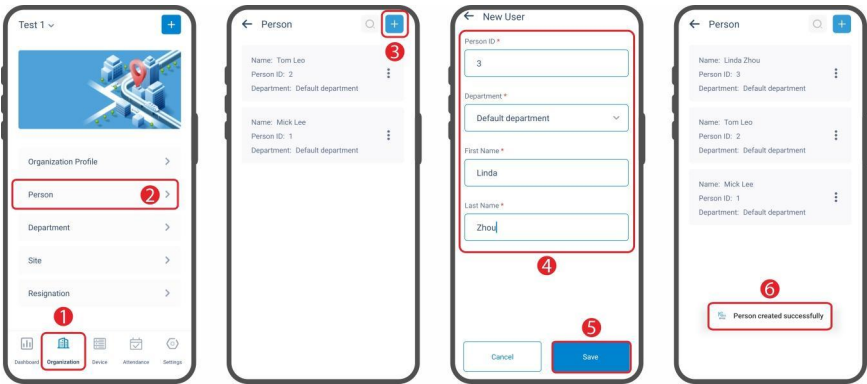 Test 1
+
Organization Profile
Person
2
Department
Site
Resignation
1
Dashboard Organization Device Attendance Settings
Person
+
3
Name: Tom Leo
Person ID: 2
Department: Default department
Name: Mick Lee
Person ID: 1
Department: Default department
New User
Person ID *
3
Department *
Default department
First Name *
Linda
Last Name *
Zhou
4
5
Cancel Save
Person
+
Name: Linda Zhou
Person ID: 3
Department: Default department
Name: Tom Leo
Person ID: 2
Department: Default department
Name: Mick Lee
Person ID: 1
Department: Default department
6
Person created successfully